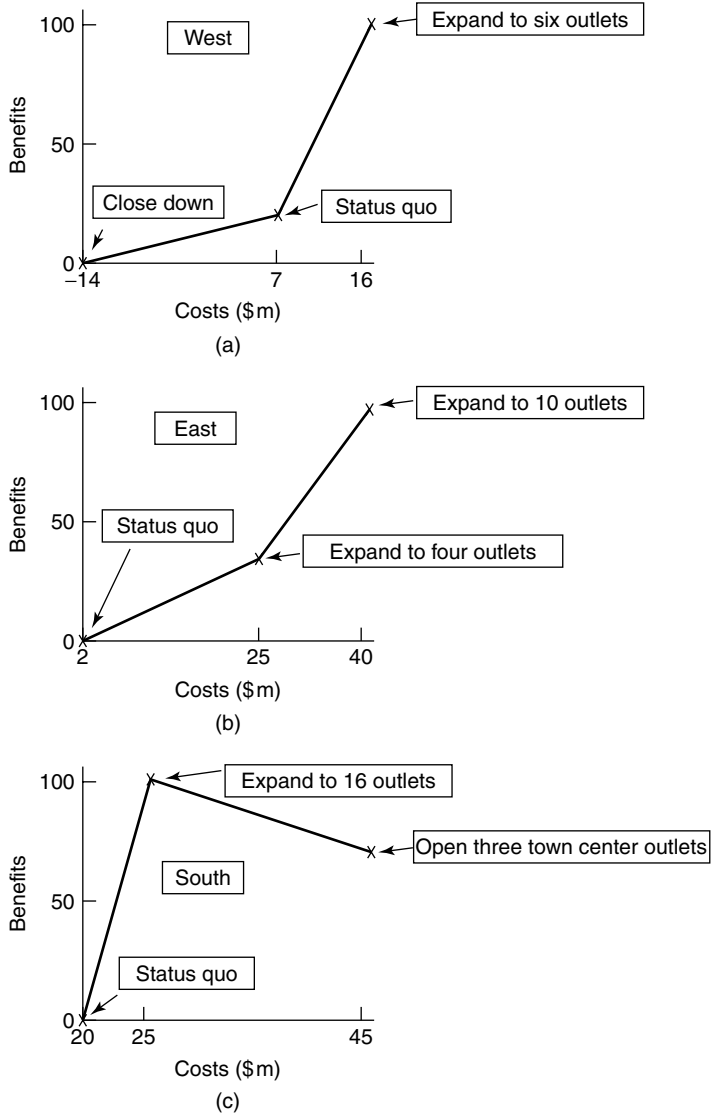 100
Expand to six outlets
West
Benefits
50
Close down
Status quo
0
−14
7
16
Costs ($m)
(a)
100
Expand to 10 outlets
East
Benefits
50
Status quo
Expand to four outlets
0
2
25
40
Costs ($m)
(b)
100
Expand to 16 outlets
Open three town center outlets
South
Benefits
50
Status quo
0
20
25
45
Costs ($m)
(c)